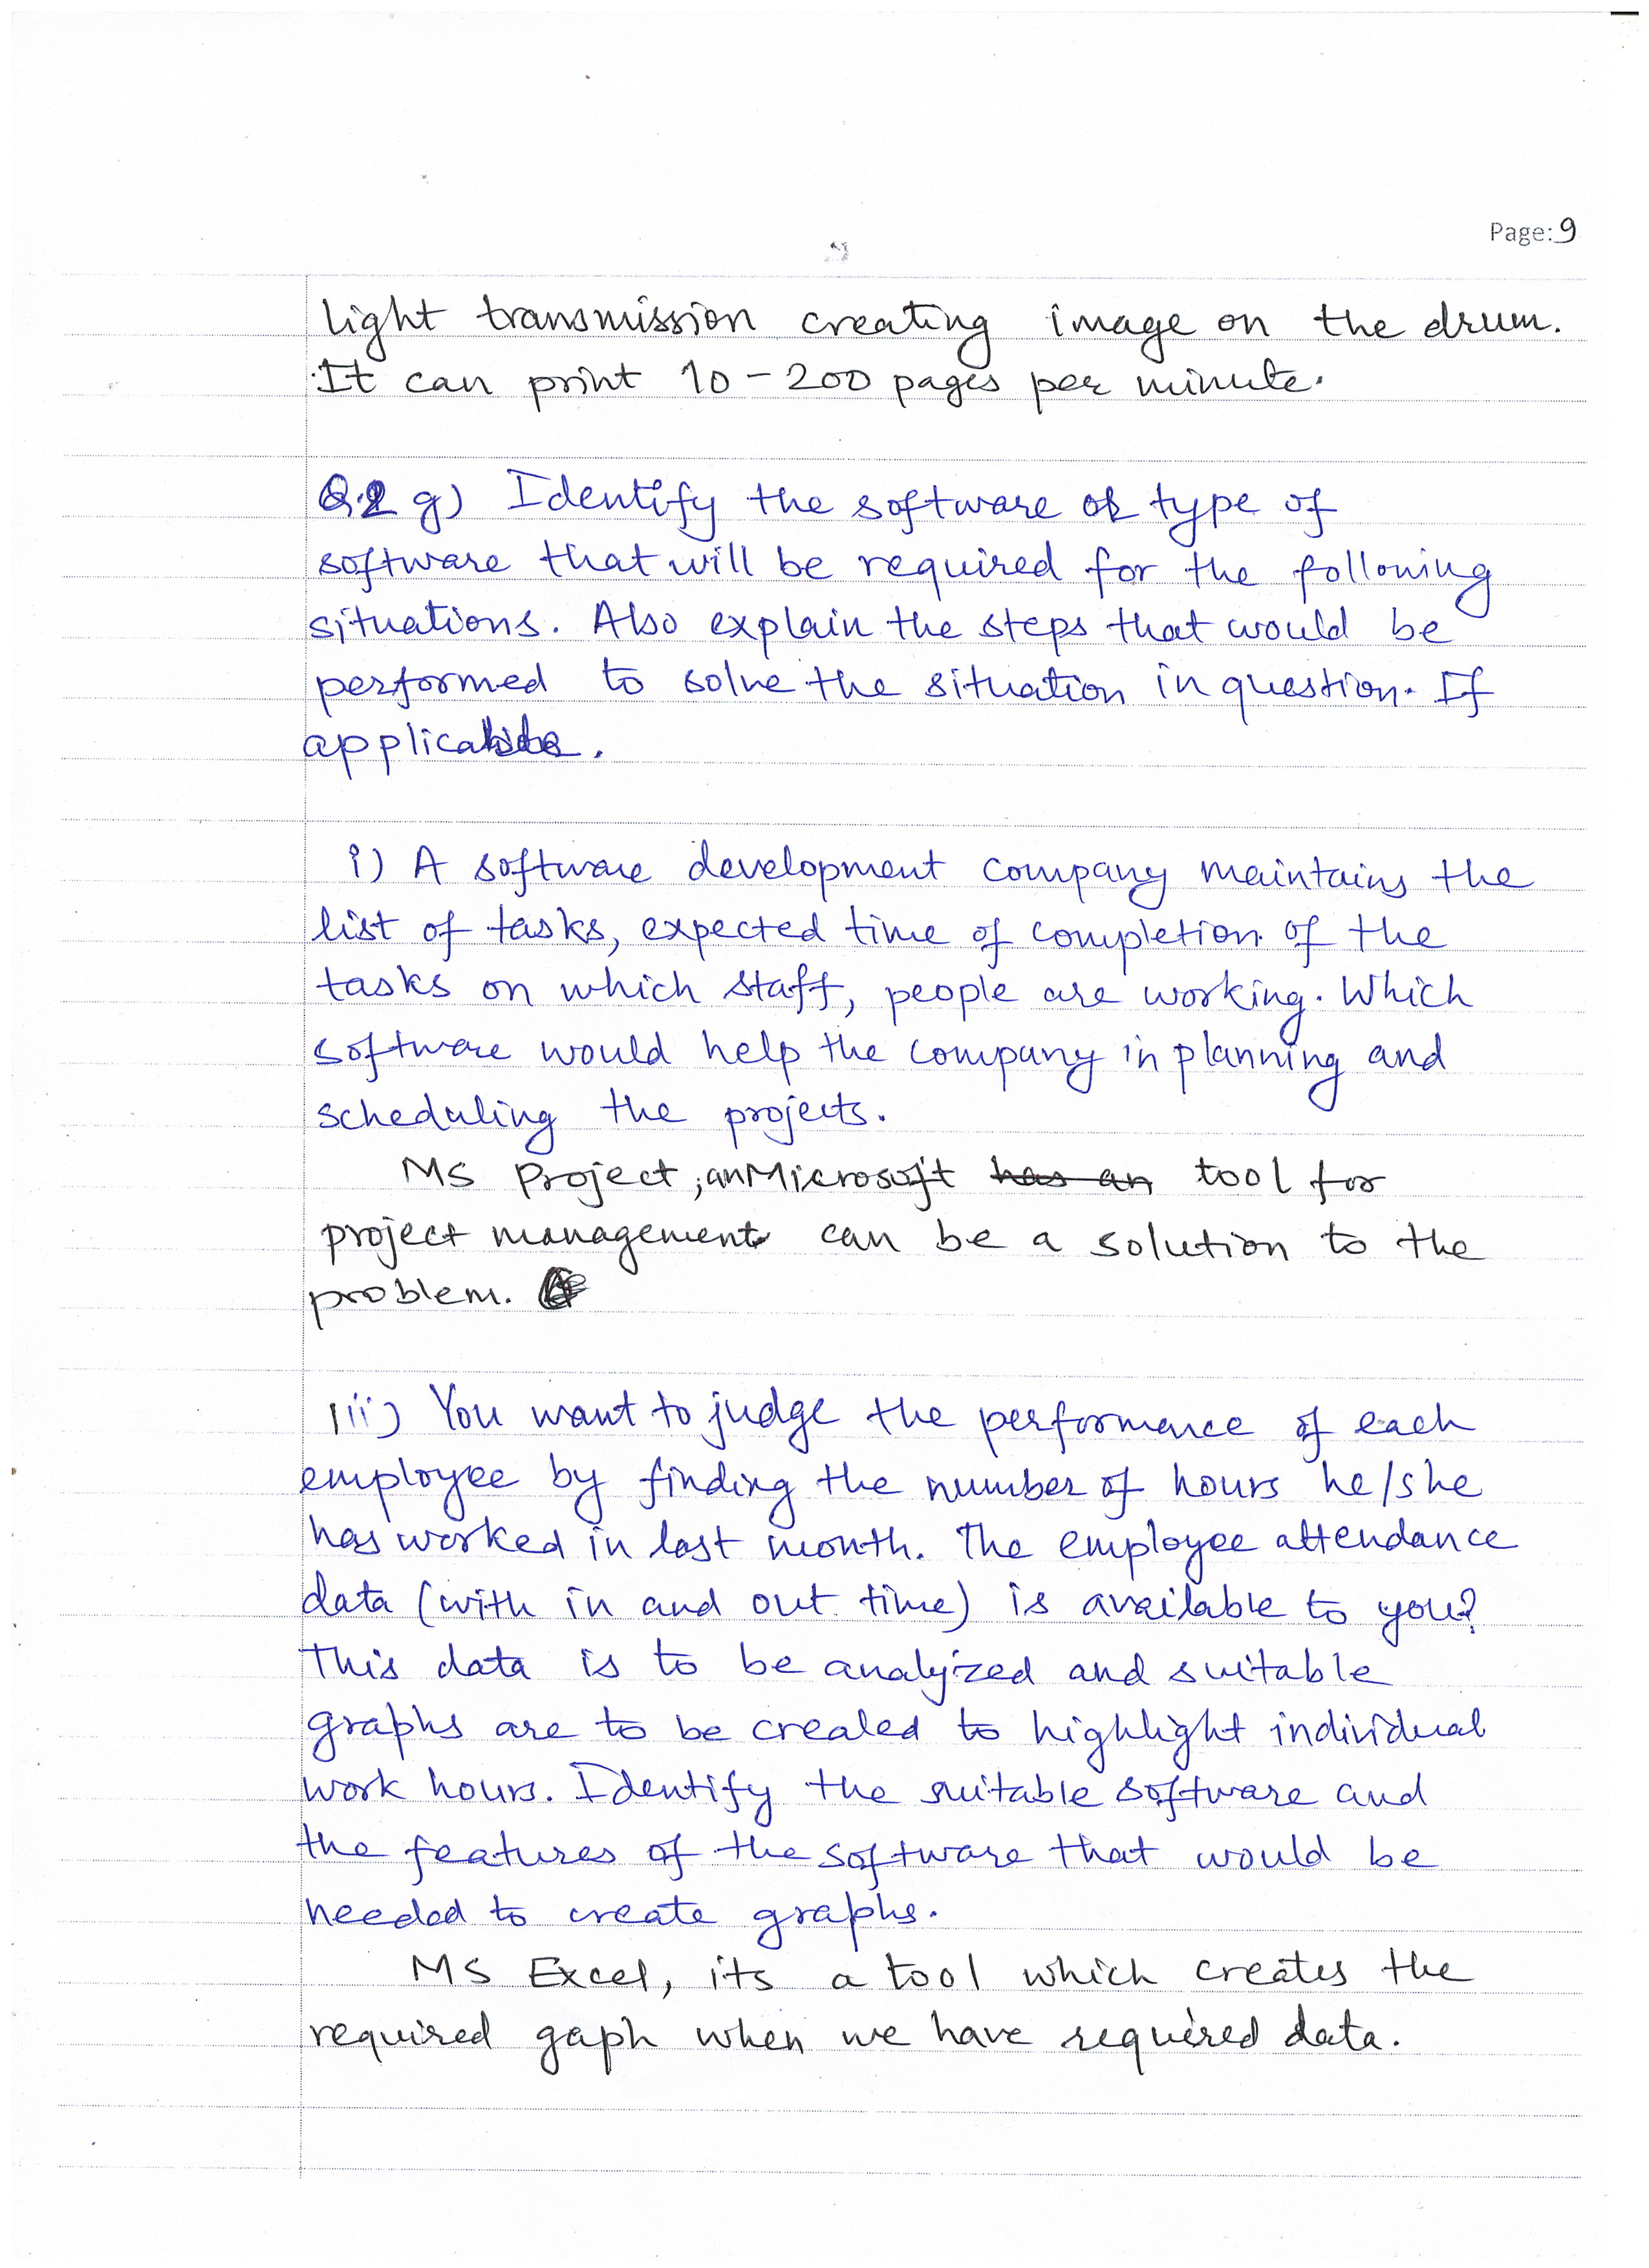 Page:9
light transmission creating image on the drum.
It can print 10-200 pages per minute.
Q.2 g) Identify the software or type of
software that will be required for the following
situations. Also explain the steps that would be
performed to solve the situation in question. If
applicable.
i) A software development company maintains the
list of tasks, expected time of completion of the
tasks on which staff, people are working. Which
software would help the company in planning and
scheduling the projects.
MS Project, an Microsoft has an tool for
project management can be a solution to the
problem.
iii) You want to judge the performance of each
employee by finding the number of hours he/she
has worked in last month. The employee attendance
data (with in and out time) is available to you?
This data is to be analyized and suitable
graphs are to be created to highlight individual
work hours. Identify the suitable software and
the features of the software that would be
needed to create graphs.
MS Excel, its a tool which creates the
required gaph when we have required data.